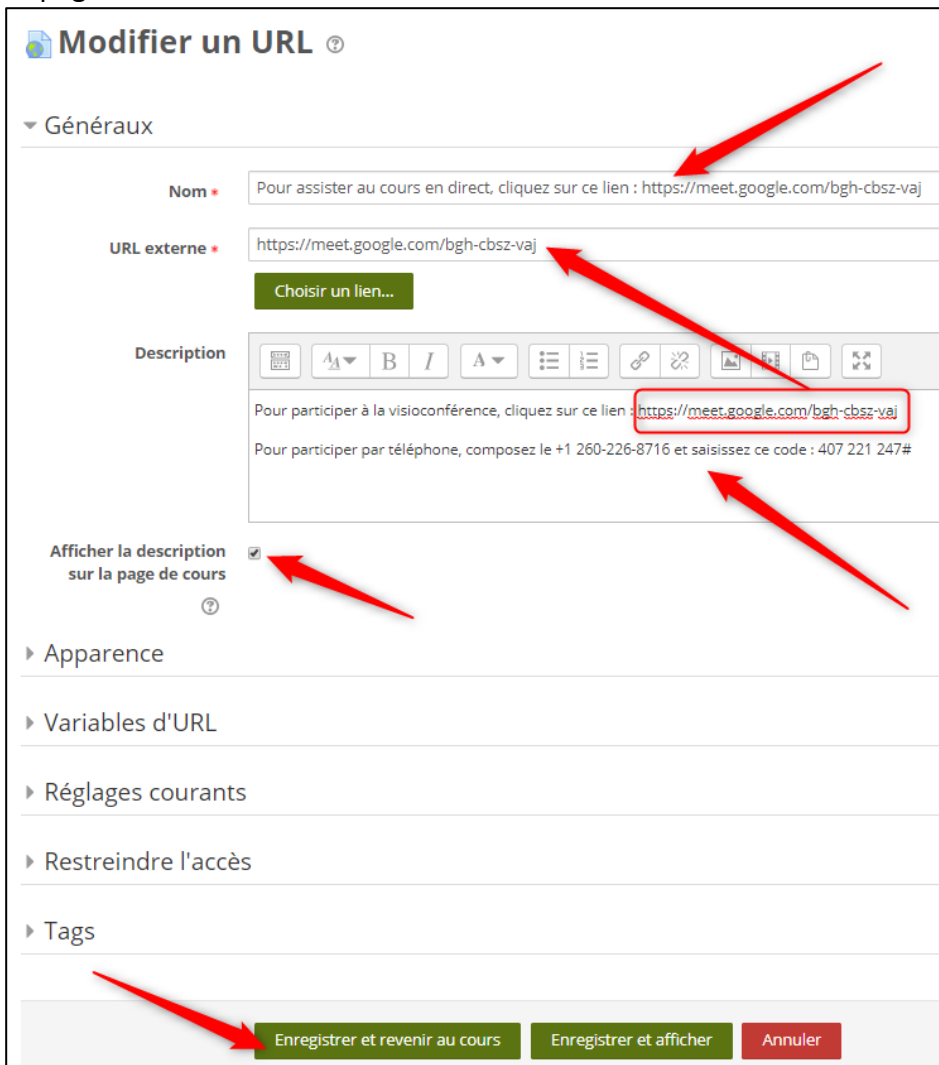 Modifier un URL
Généraux
Nom
Pour assister au cours en direct, cliquez sur ce lien : https://meet.google.com/bgh-cbsz-vaj
URL externe
https://meet.google.com/bgh-cbsz-vaj
Choisir un lien...
Description
B I A
Pour participer à la visioconférence, cliquez sur ce lien : https://meet.google.com/bgh-cbsz-vaj
Pour participer par téléphone, composez le +1 260-226-8716 et saisissez ce code : 407 221 247#
Afficher la description
sur la page de cours
Apparence
Variables d'URL
Réglages courants
Restreindre l'accès
Tags
Enregistrer et revenir au cours Enregistrer et afficher Annuler